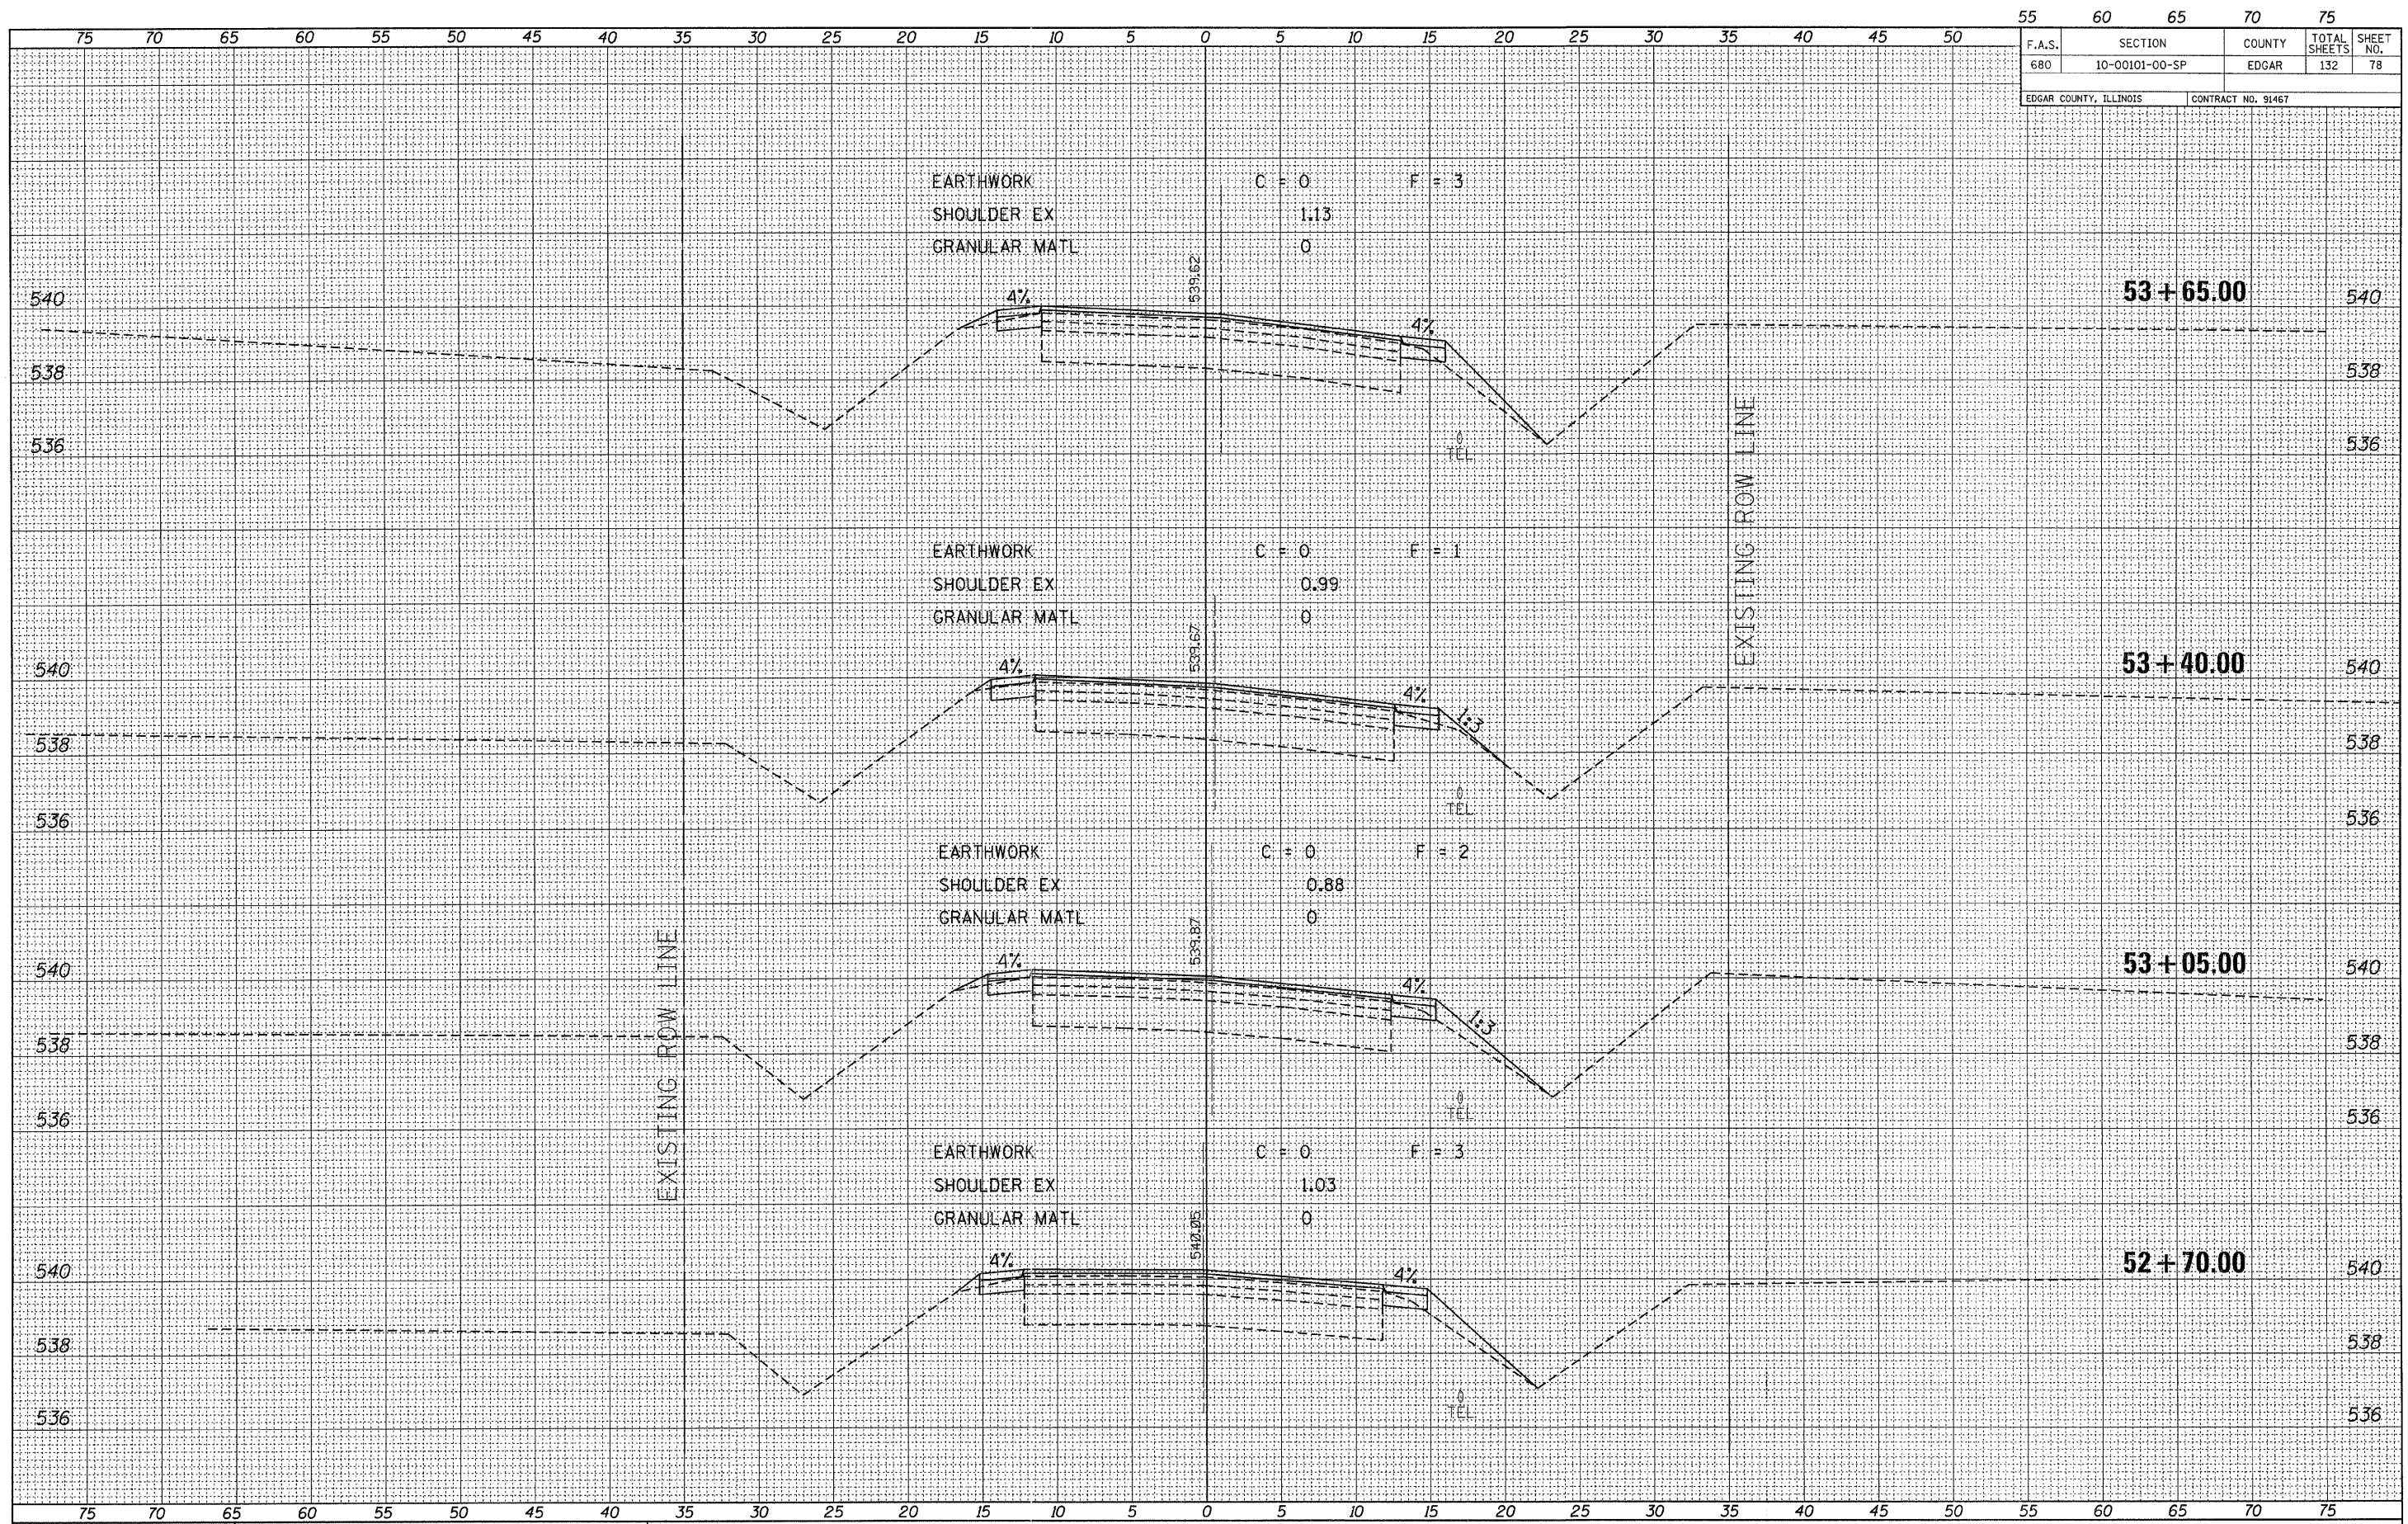 55 60 65 70 75
75 70 65 60 55 50 45 40 35 30 25 20 15 10 5 0 5 10 15 20 25 30 35 40 45 50
F.A.S. SECTION COUNTY TOTAL SHEETS SHEET NO.
680 10-00101-00-SP EDGAR 132 78
EDGAR COUNTY, ILLINOIS CONTRACT NO. 91467
EARTHWORK C = 0 F = 3
SHOULDER EX 1.13
GRANULAR MATL 0
539.62
540 4% 4% 53+65.00 540
538 538
536 536
TEL
EXISTING ROW LINE
EARTHWORK C = 0 F = 1
SHOULDER EX 0.99
GRANULAR MATL 0
539.67
540 4% 4% 1:3 53+40.00 540
538 538
TEL
536 536
EARTHWORK C = 0 F = 2
SHOULDER EX 0.88
GRANULAR MATL 0
539.87
540 4% 4% 1:3 53+05.00 540
538 538
TEL
536 536
EXISTING ROW LINE
EARTHWORK C = 0 F = 3
SHOULDER EX 1.03
GRANULAR MATL 0
540.05
540 4% 4% 52+70.00 540
538 538
TEL
536 536
75 70 65 60 55 50 45 40 35 30 25 20 15 10 5 0 5 10 15 20 25 30 35 40 45 50 55 60 65 70 75